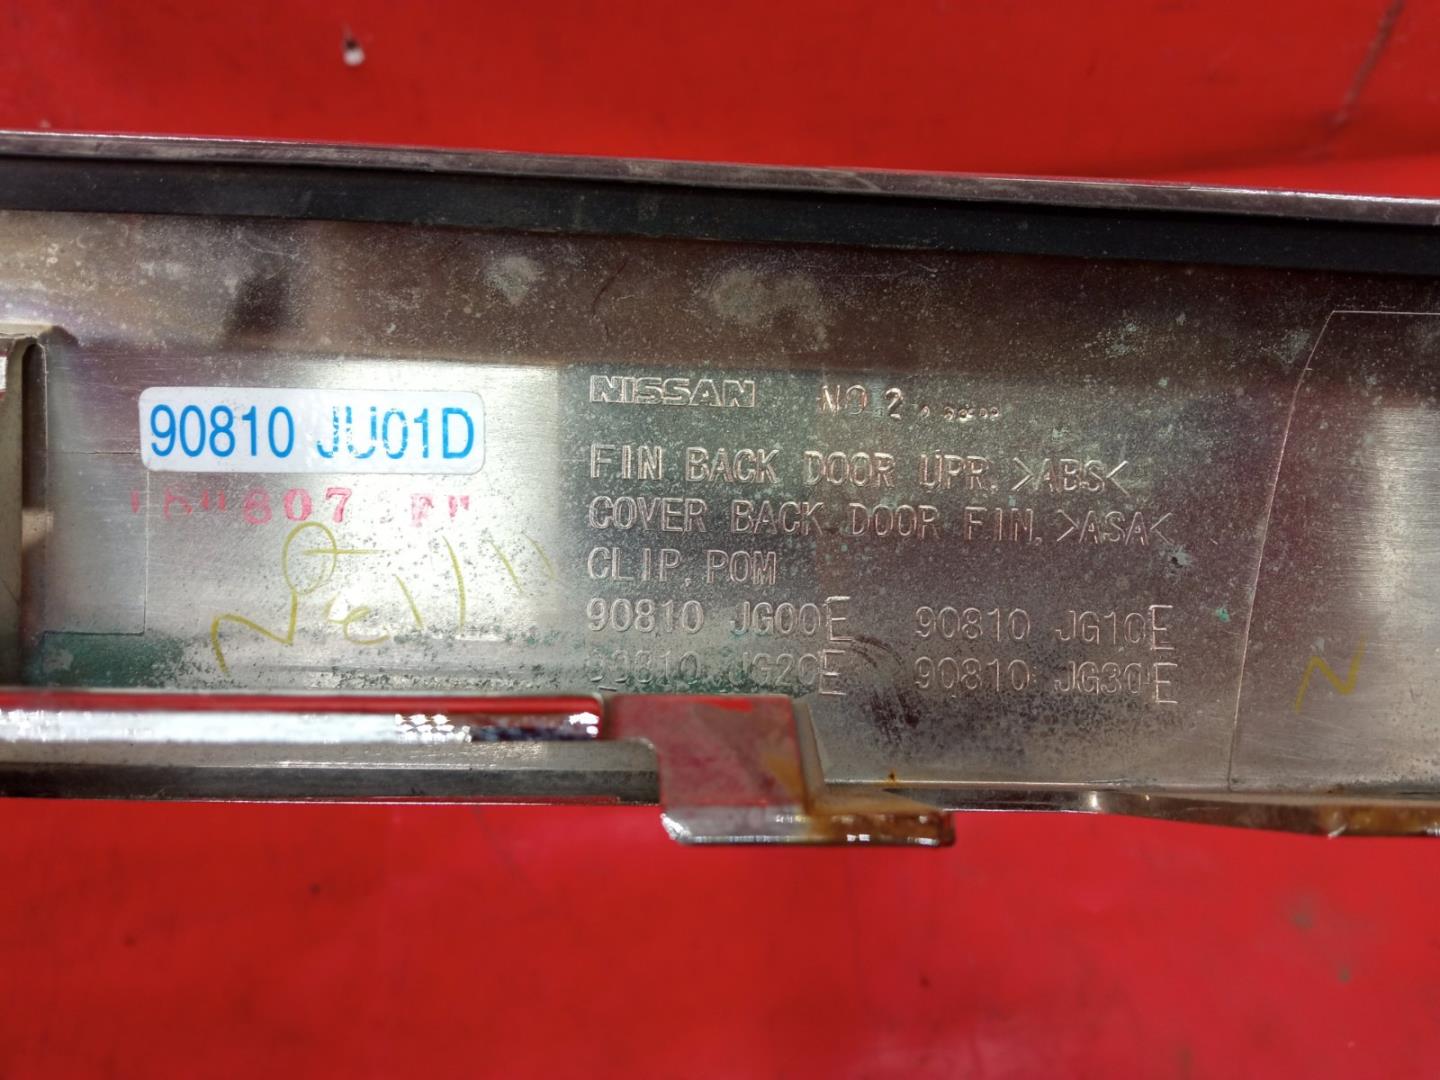 90810 JU01D
NISSAN NO.2
FIN BACK DOOR UPR. >ABS<
COVER BACK DOOR FIN. >ASA<
CLIP. POM
90810 JG00E 90810 JG10E
90810 JG20E 90810 JG30E
N